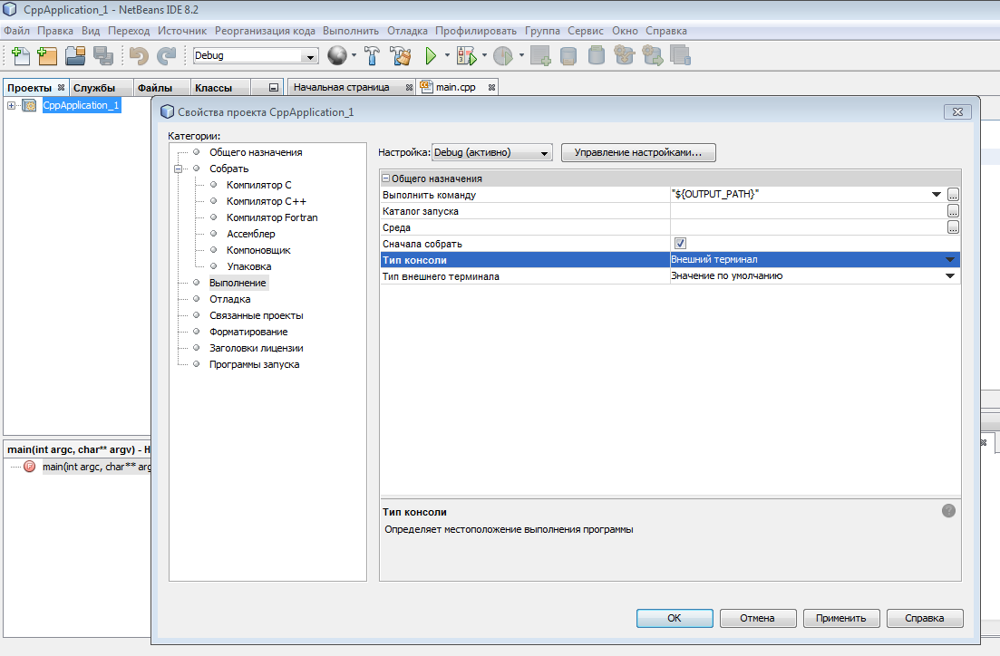 CppApplication_1 - NetBeans IDE 8.2
Файл Правка Вид Переход Источник Реорганизация кода Выполнить Отладка Профилировать Группа Сервис Окно Справка
Debug
Проекты Службы Файлы Классы Начальная страница main.cpp
CppApplication_1
Свойства проекта CppApplication_1
Категории:
Общего назначения
Собрать
Компилятор C
Компилятор C++
Компилятор Fortran
Ассемблер
Компоновщик
Упаковка
Выполнение
Отладка
Связанные проекты
Форматирование
Заголовки лицензии
Программы запуска
Настройка: Debug (активно) Управление настройками...
Общего назначения
Выполнить команду "${OUTPUT_PATH}" ...
Каталог запуска ...
Среда ...
Сначала собрать
Тип консоли Внешний терминал
Тип внешнего терминала Значение по умолчанию
main(int argc, char** argv) - Н
main(int argc, char** arg
Тип консоли
?
Определяет местоположение выполнения программы
ОК Отмена Применить Справка